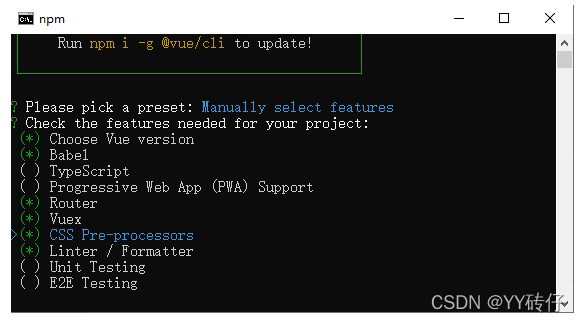 npm
Run npm i -g @vue/cli to update!
? Please pick a preset: Manually select features
? Check the features needed for your project:
(*) Choose Vue version
(*) Babel
( ) TypeScript
( ) Progressive Web App (PWA) Support
(*) Router
(*) Vuex
>(*) CSS Pre-processors
(*) Linter / Formatter
( ) Unit Testing
( ) E2E Testing
CSDN @YY砖仔